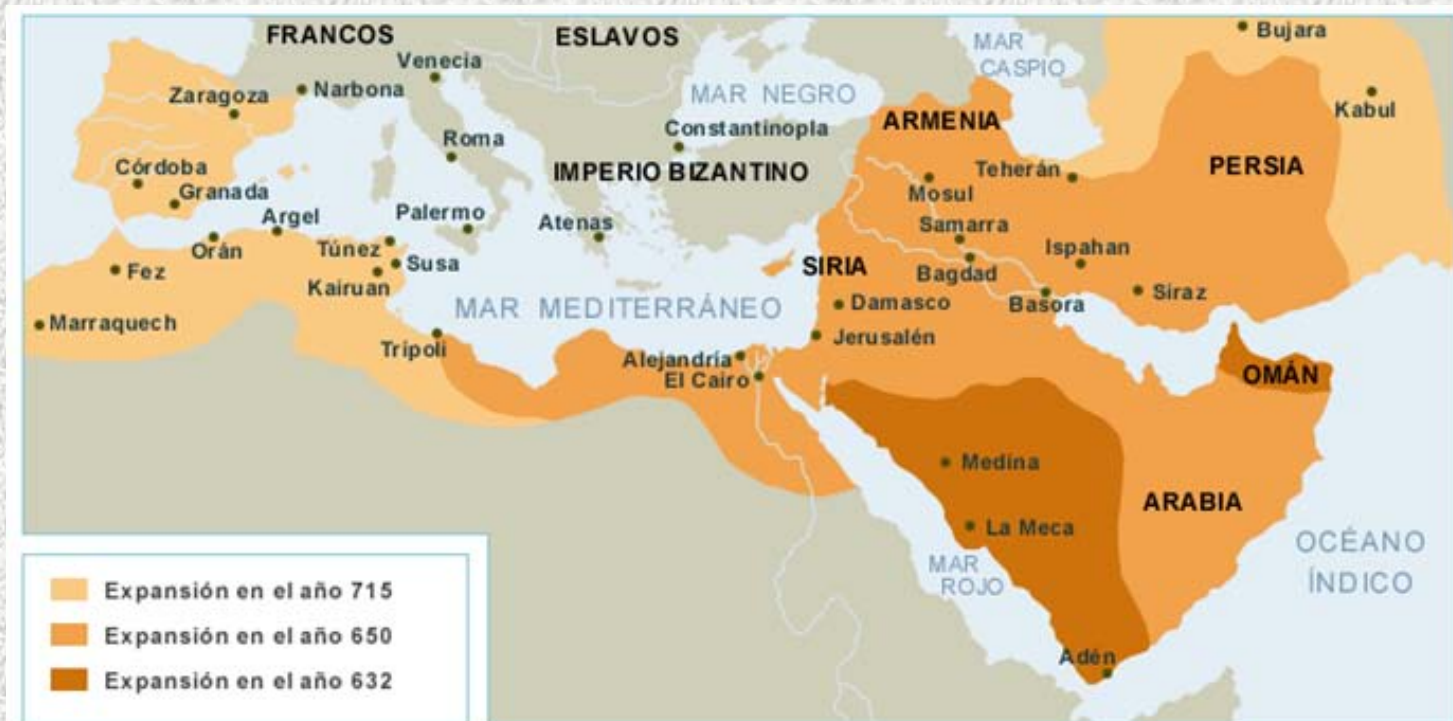 FRANCOS
ESLAVOS
MAR
CASPIO
Bujara
Venecia
Zaragoza
Narbona
MAR NEGRO
Kabul
Roma
Constantinopla
ARMENIA
Córdoba
IMPERIO BIZANTINO
Teherán
PERSIA
Granada
Mosul
Argel
Palermo
Atenas
Samarra
Orán
Túnez
Ispahan
Fez
Susa
SIRIA
Bagdad
Kairuan
Siraz
MAR MEDITERRÁNEO
Damasco
Basora
Marraquech
Jerusalén
Trípoli
Alejandría
El Cairo
OMÁN
Medina
ARABIA
La Meca
OCÉANO
ÍNDICO
MAR
ROJO
Adén
Expansión en el año 715
Expansión en el año 650
Expansión en el año 632